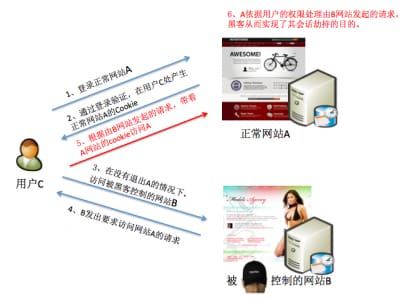 6、A依据用户的权限处理由B网站发起的请求。
黑客从而实现了其会话劫持的目的。
1、登录正常网站A
2、通过登录验证，在用户C处产生
正常网站A的Cookie
5、根据由B网站发起的请求，带着
A网站的cookie访问A
AWESOME!
正常网站A
用户C
3、在没有退出A的情况下，
访问被黑客控制的网站B
4、B发出要求访问网站A的请求
Models Agency
被
控制的网站B